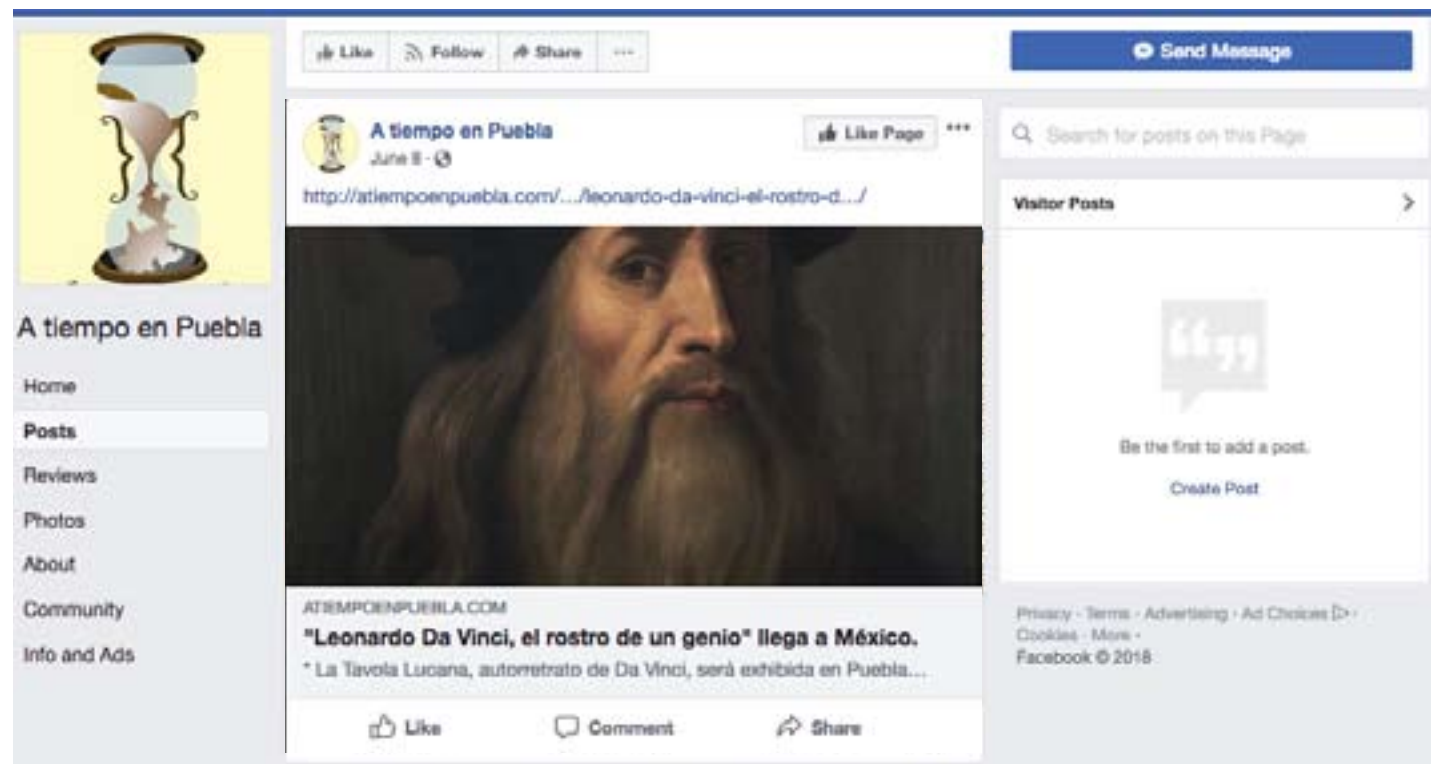 Like Follow Share ...
Send Message
A tiempo en Puebla
June 8 ·
Like Page ...
http://atiempoenpuebla.com/.../leonardo-da-vinci-el-rostro-d.../
Search for posts on this Page
Visitor Posts
A tiempo en Puebla
Home
Posts
Reviews
Photos
About
Community
Info and Ads
Be the first to add a post.
Create Post
ATIEMPOENPUEBLA.COM
"Leonardo Da Vinci, el rostro de un genio" llega a México.
* La Tavola Lucana, autorretrato de Da Vinci, será exhibida en Puebla...
Like Comment Share
Privacy · Terms · Advertising · Ad Choices ·
Cookies · More ·
Facebook © 2018